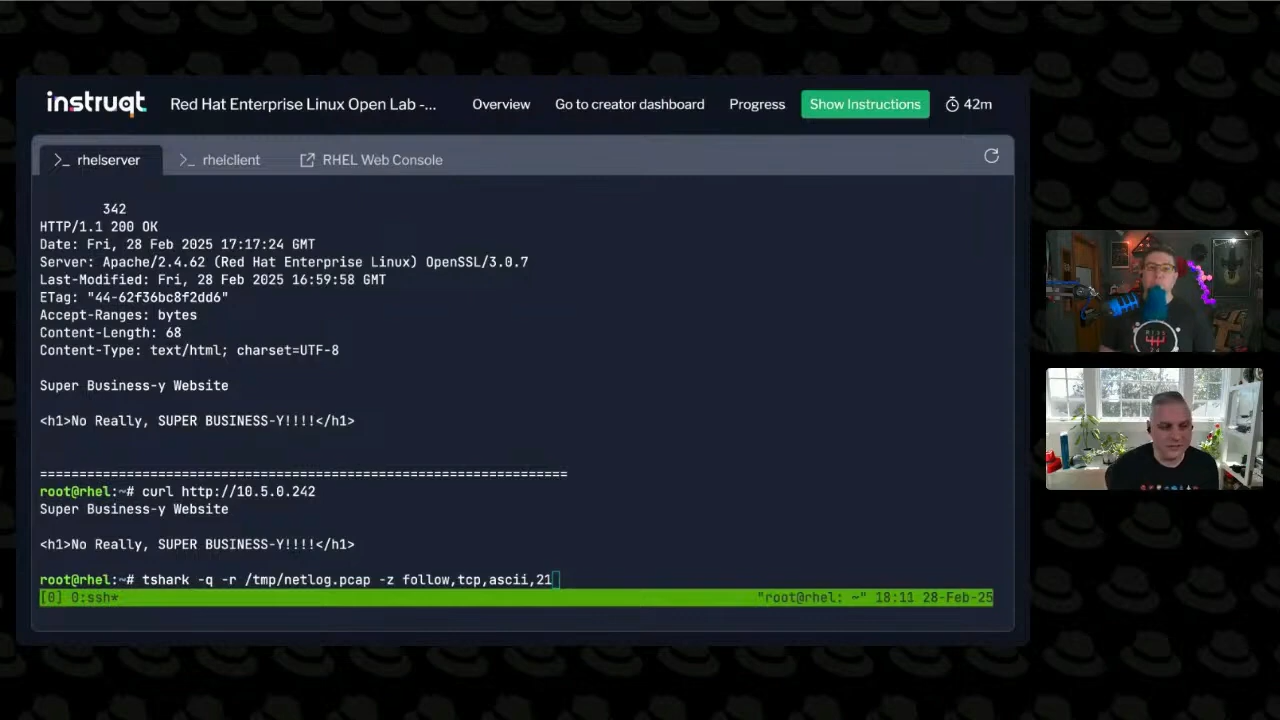 instruqt Red Hat Enterprise Linux Open Lab -... Overview Go to creator dashboard Progress Show Instructions 42m
>_ rhelserver >_ rhelclient RHEL Web Console
342
HTTP/1.1 200 OK
Date: Fri, 28 Feb 2025 17:17:24 GMT
Server: Apache/2.4.62 (Red Hat Enterprise Linux) OpenSSL/3.0.7
Last-Modified: Fri, 28 Feb 2025 16:59:58 GMT
ETag: "44-62f36bc8f2dd6"
Accept-Ranges: bytes
Content-Length: 68
Content-Type: text/html; charset=UTF-8
Super Business-y Website
<h1>No Really, SUPER BUSINESS-Y!!!!</h1>
===================================================================
root@rhel:~# curl http://10.5.0.242
Super Business-y Website
<h1>No Really, SUPER BUSINESS-Y!!!!</h1>
root@rhel:~# tshark -q -r /tmp/netlog.pcap -z follow,tcp,ascii,21
[0] 0:ssh* "root@rhel: ~" 18:11 28-Feb-25